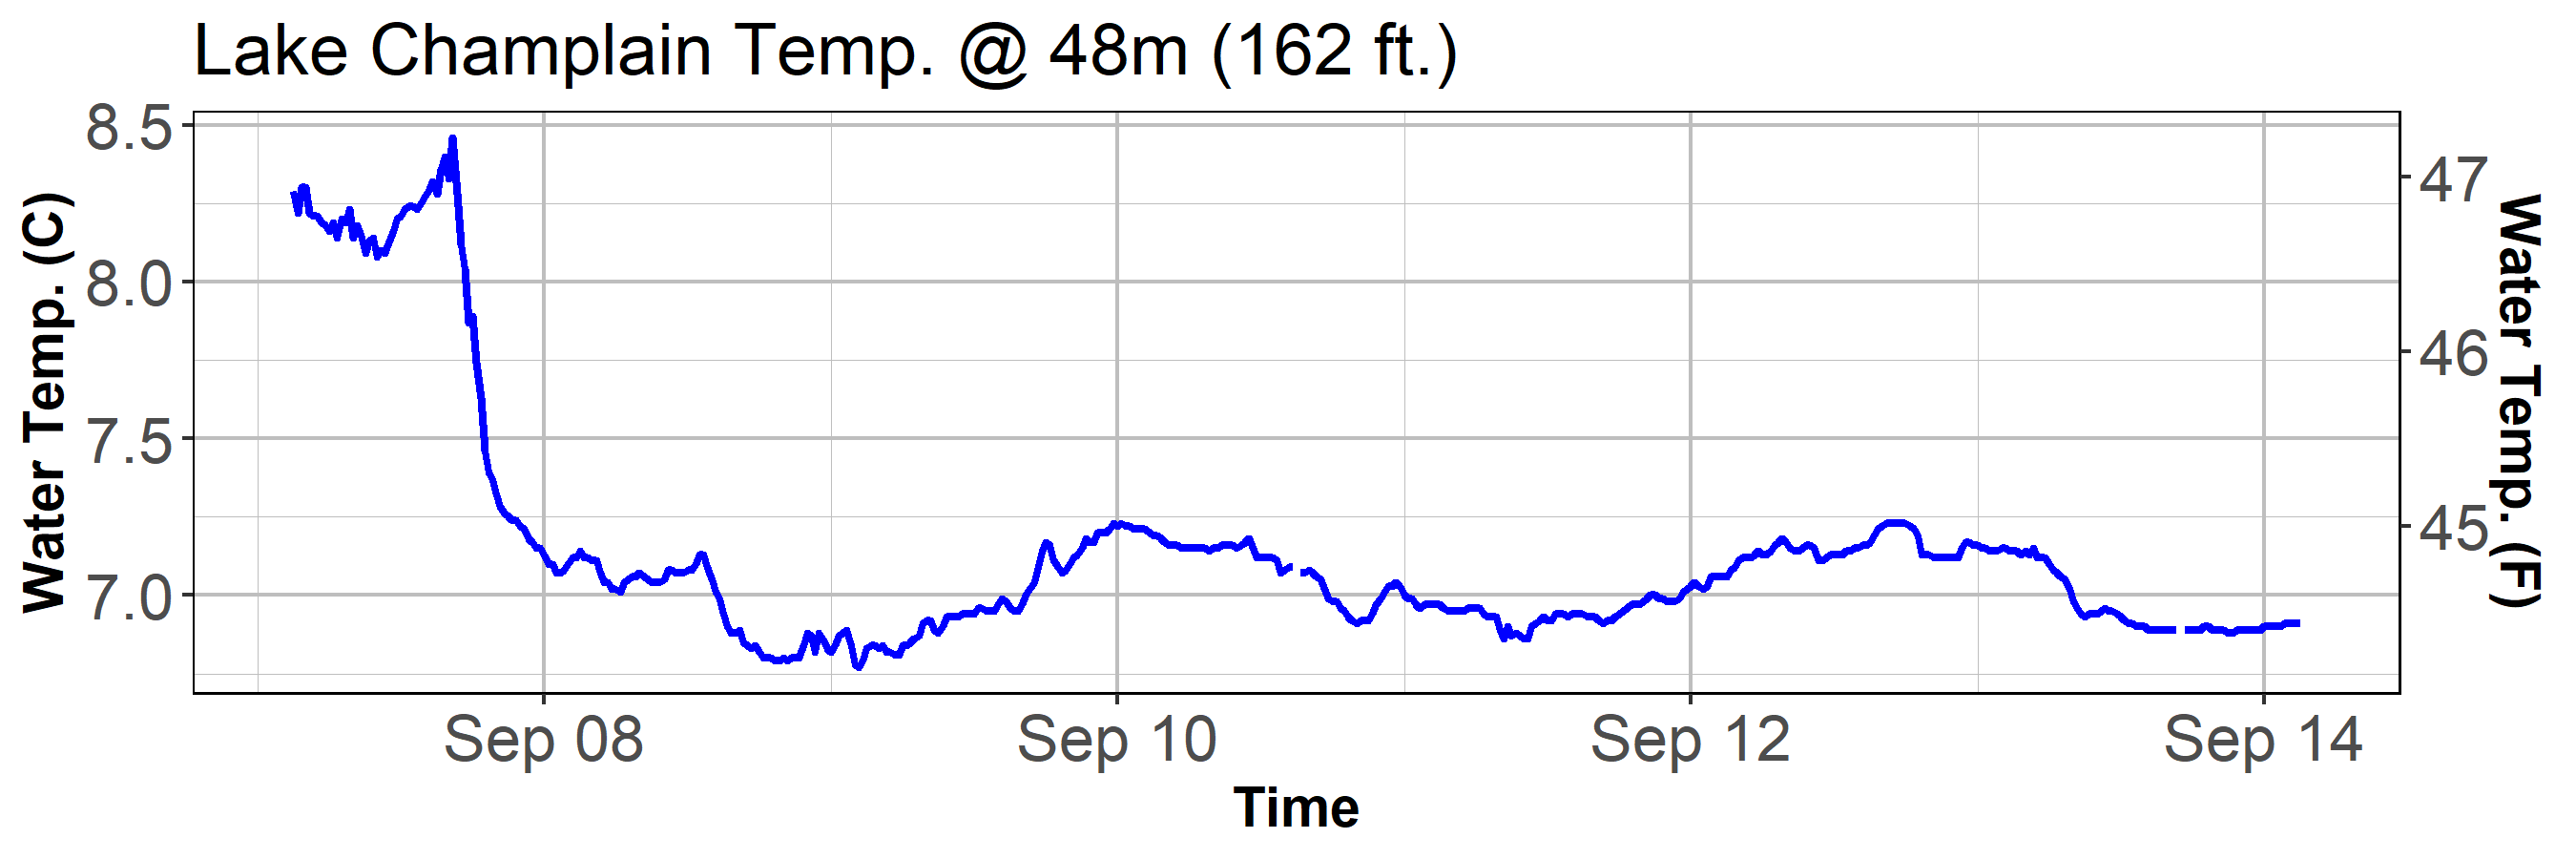 Lake Champlain Temp. @ 48m (162 ft.)
Water Temp. (C)
8.5
8.0
7.5
7.0
47
46
45
Water Temp. (F)
Sep 08 Sep 10 Sep 12 Sep 14
Time